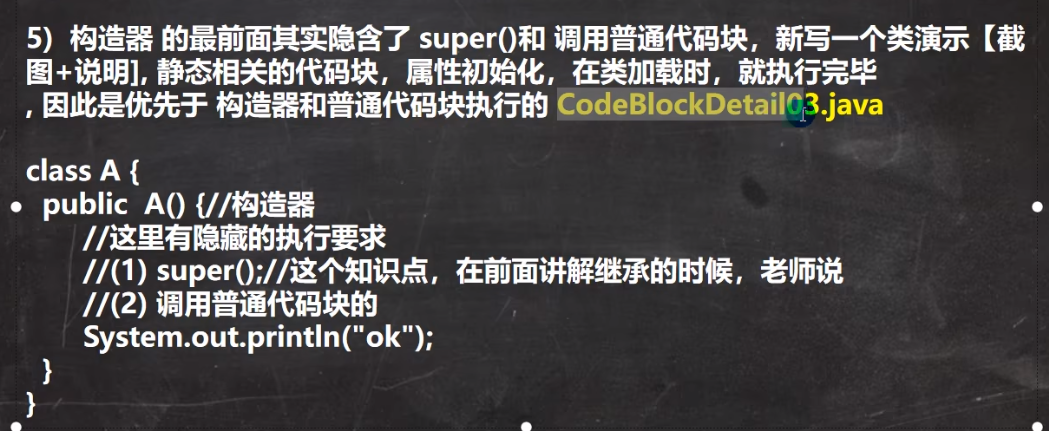 5) 构造器 的最前面其实隐含了 super()和 调用普通代码块，新写一个类演示【截
图+说明], 静态相关的代码块，属性初始化，在类加载时，就执行完毕
, 因此是优先于 构造器和普通代码块执行的 CodeBlockDetail03.java
class A {
public A() {//构造器
//这里有隐藏的执行要求
//(1) super();//这个知识点，在前面讲解继承的时候，老师说
//(2) 调用普通代码块的
System.out.println("ok");
}
}